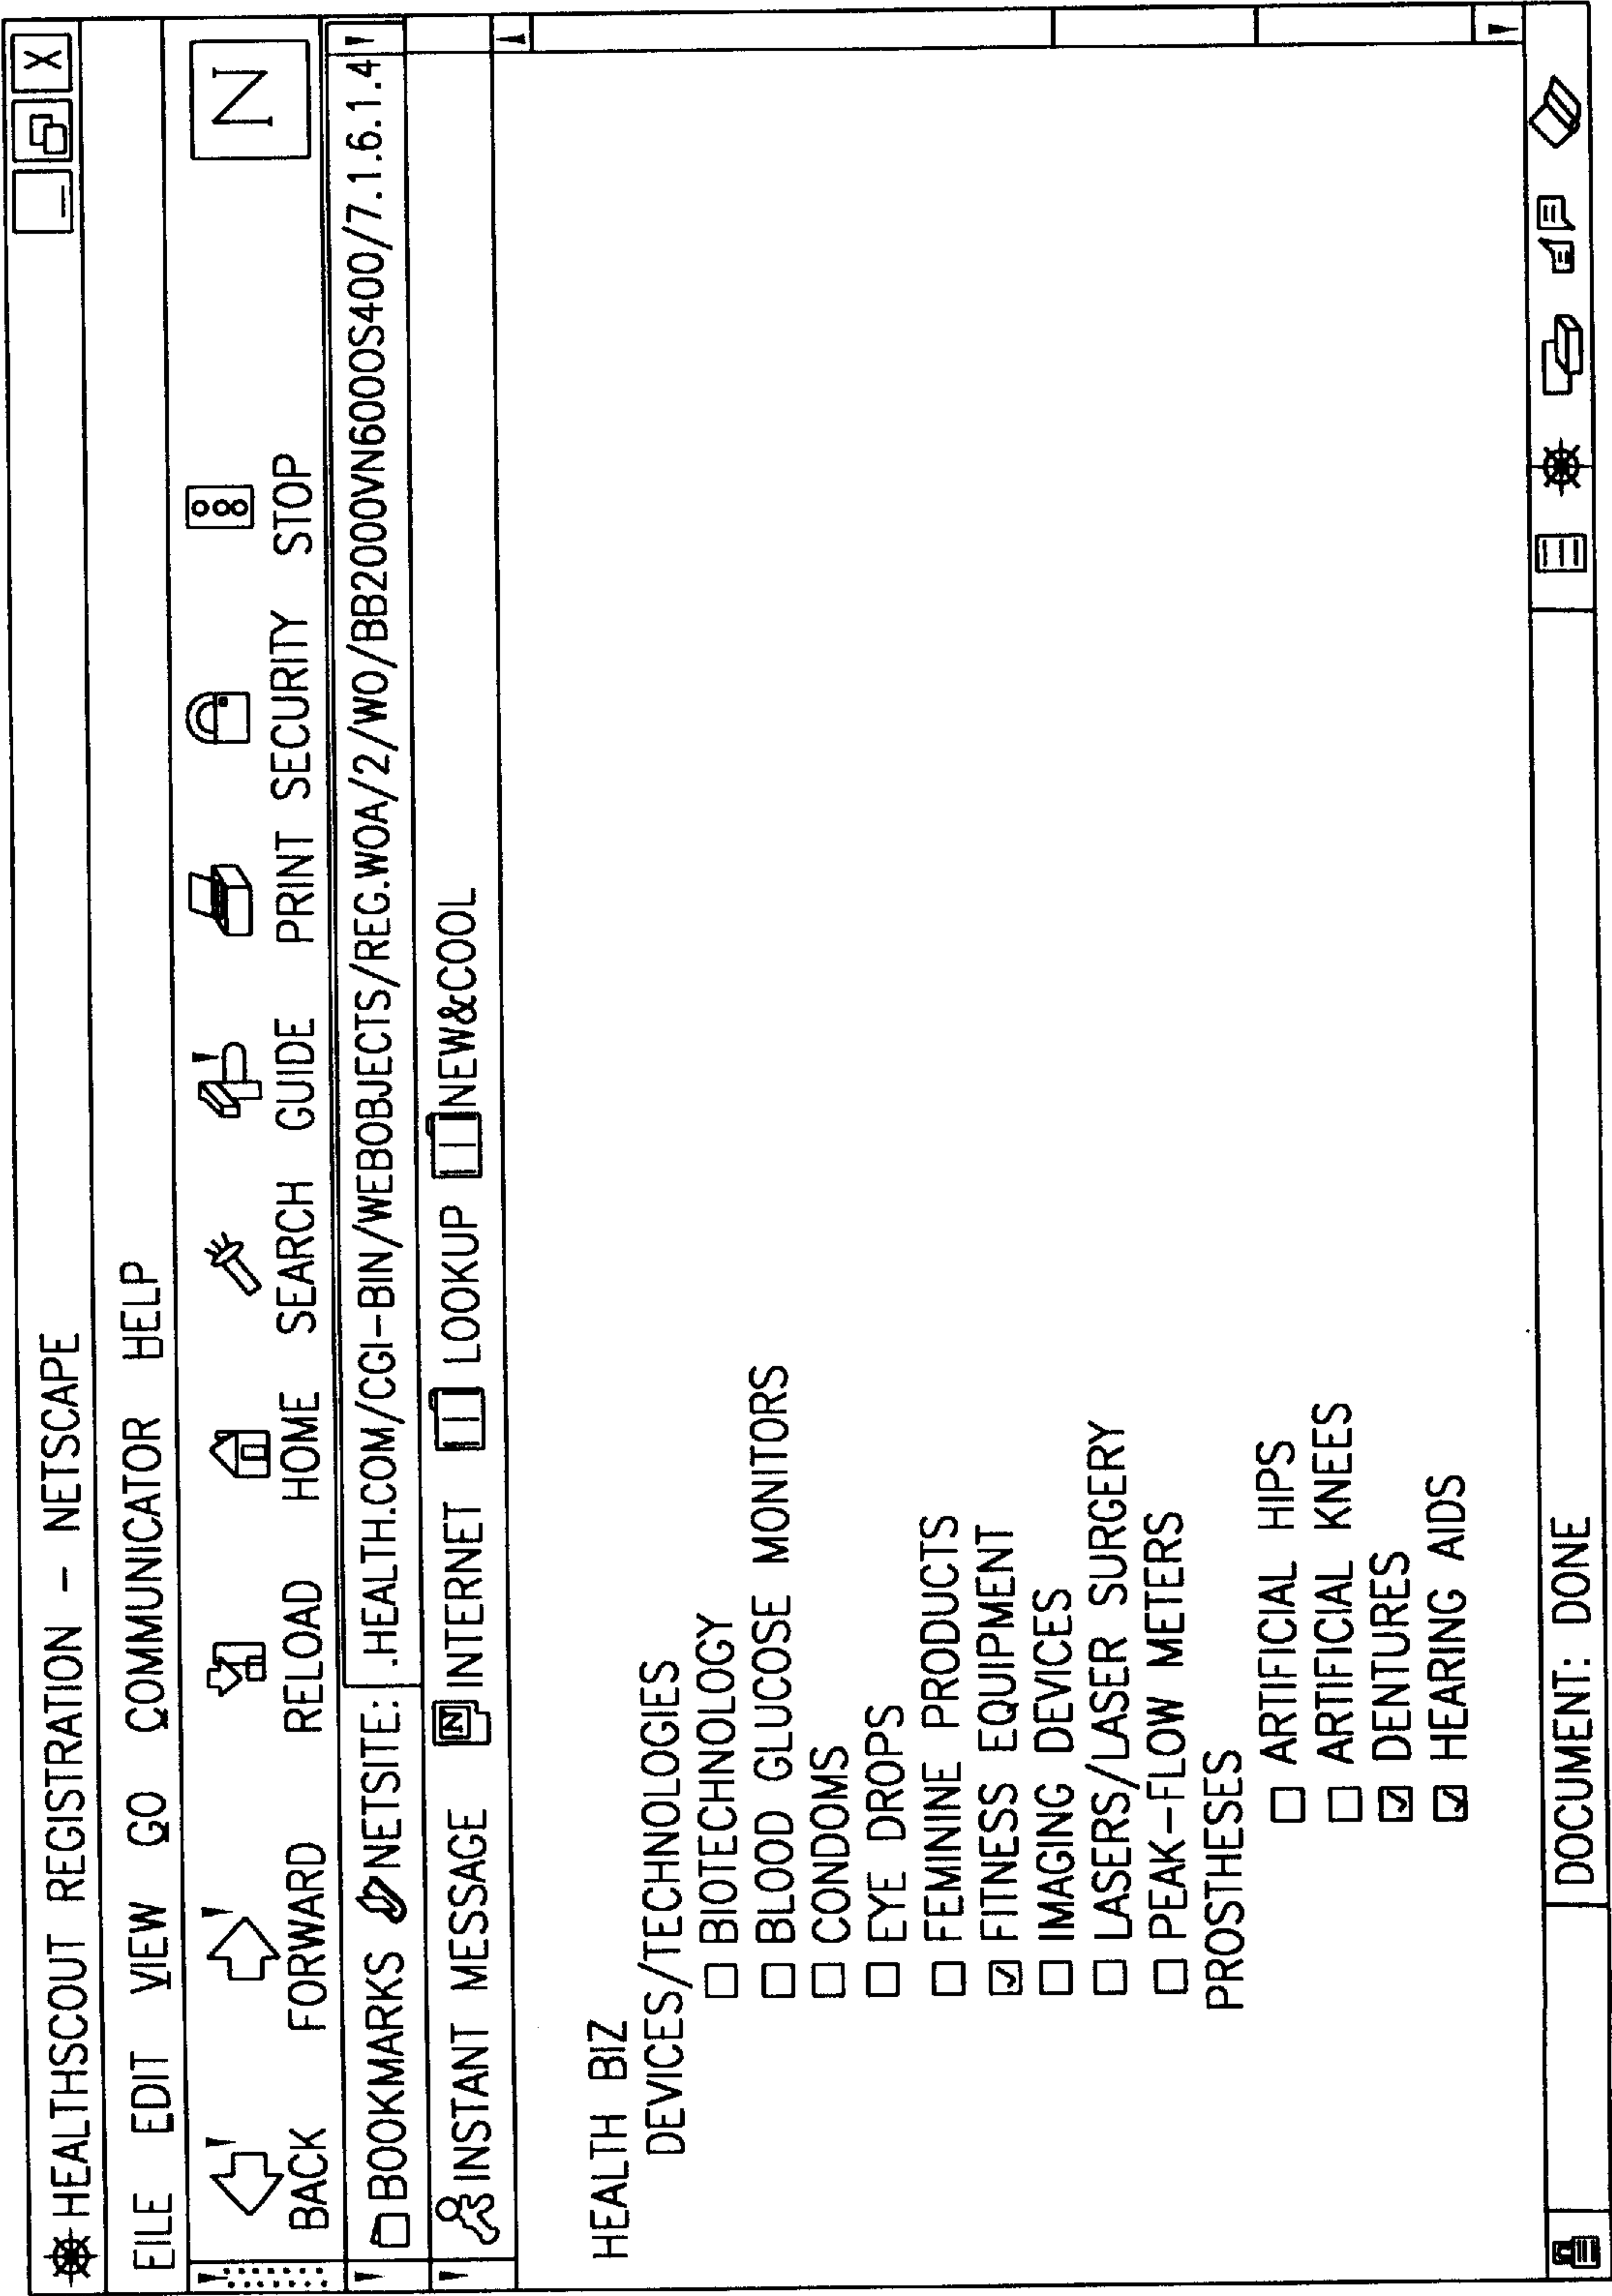 HEALTHSCOUT REGISTRATION - NETSCAPE
X
FILE EDIT VIEW GO COMMUNICATOR HELP
N
BACK FORWARD RELOAD HOME SEARCH GUIDE PRINT SECURITY STOP
BOOKMARKS NETSITE: .HEALTH.COM/CGI-BIN/WEBOBJECTS/REG.WOA/2/WO/BB2000VN600OS400/7.1.6.1.4
INSTANT MESSAGE N INTERNET LOOKUP NEW&COOL
HEALTH BIZ
DEVICES/TECHNOLOGIES
BIOTECHNOLOGY
BLOOD GLUCOSE MONITORS
CONDOMS
EYE DROPS
FEMININE PRODUCTS
FITNESS EQUIPMENT
IMAGING DEVICES
LASERS/LASER SURGERY
PEAK-FLOW METERS
PROSTHESES
ARTIFICIAL HIPS
ARTIFICIAL KNEES
DENTURES
HEARING AIDS
DOCUMENT: DONE